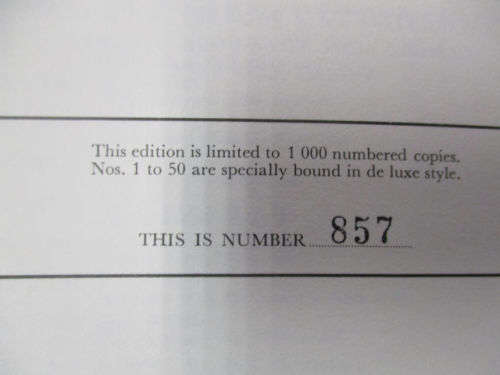 This edition is limited to 1 000 numbered copies.
Nos. 1 to 50 are specially bound in de luxe style.
THIS IS NUMBER 857